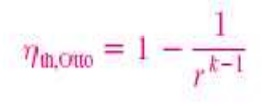 η_th,Otto = 1 − 1/r^(k−1)